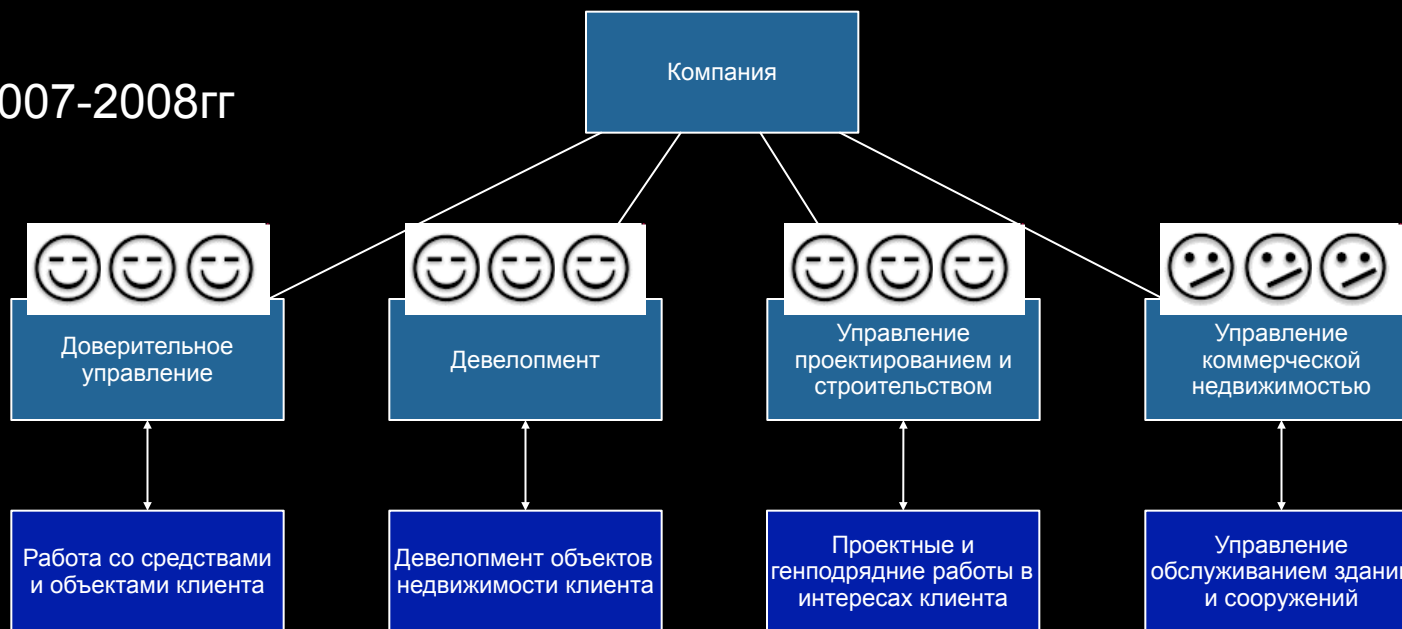 Компания
007-2008гг
Доверительное
управление
Девелопмент
Управление
проектированием и
строительством
Управление
коммерческой
недвижимостью
Работа со средствами
и объектами клиента
Девелопмент объектов
недвижимости клиента
Проектные и
генподрядние работы в
интересах клиента
Управление
обслуживанием здани
и сооружений